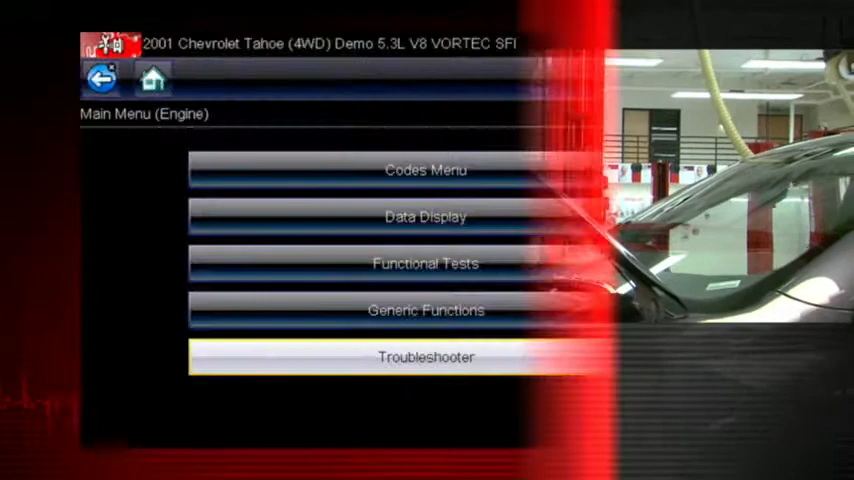 2001 Chevrolet Tahoe (4WD) Demo 5.3L V8 VORTEC SFI
Main Menu (Engine)
Codes Menu
Data Display
Functional Tests
Generic Functions
Troubleshooter